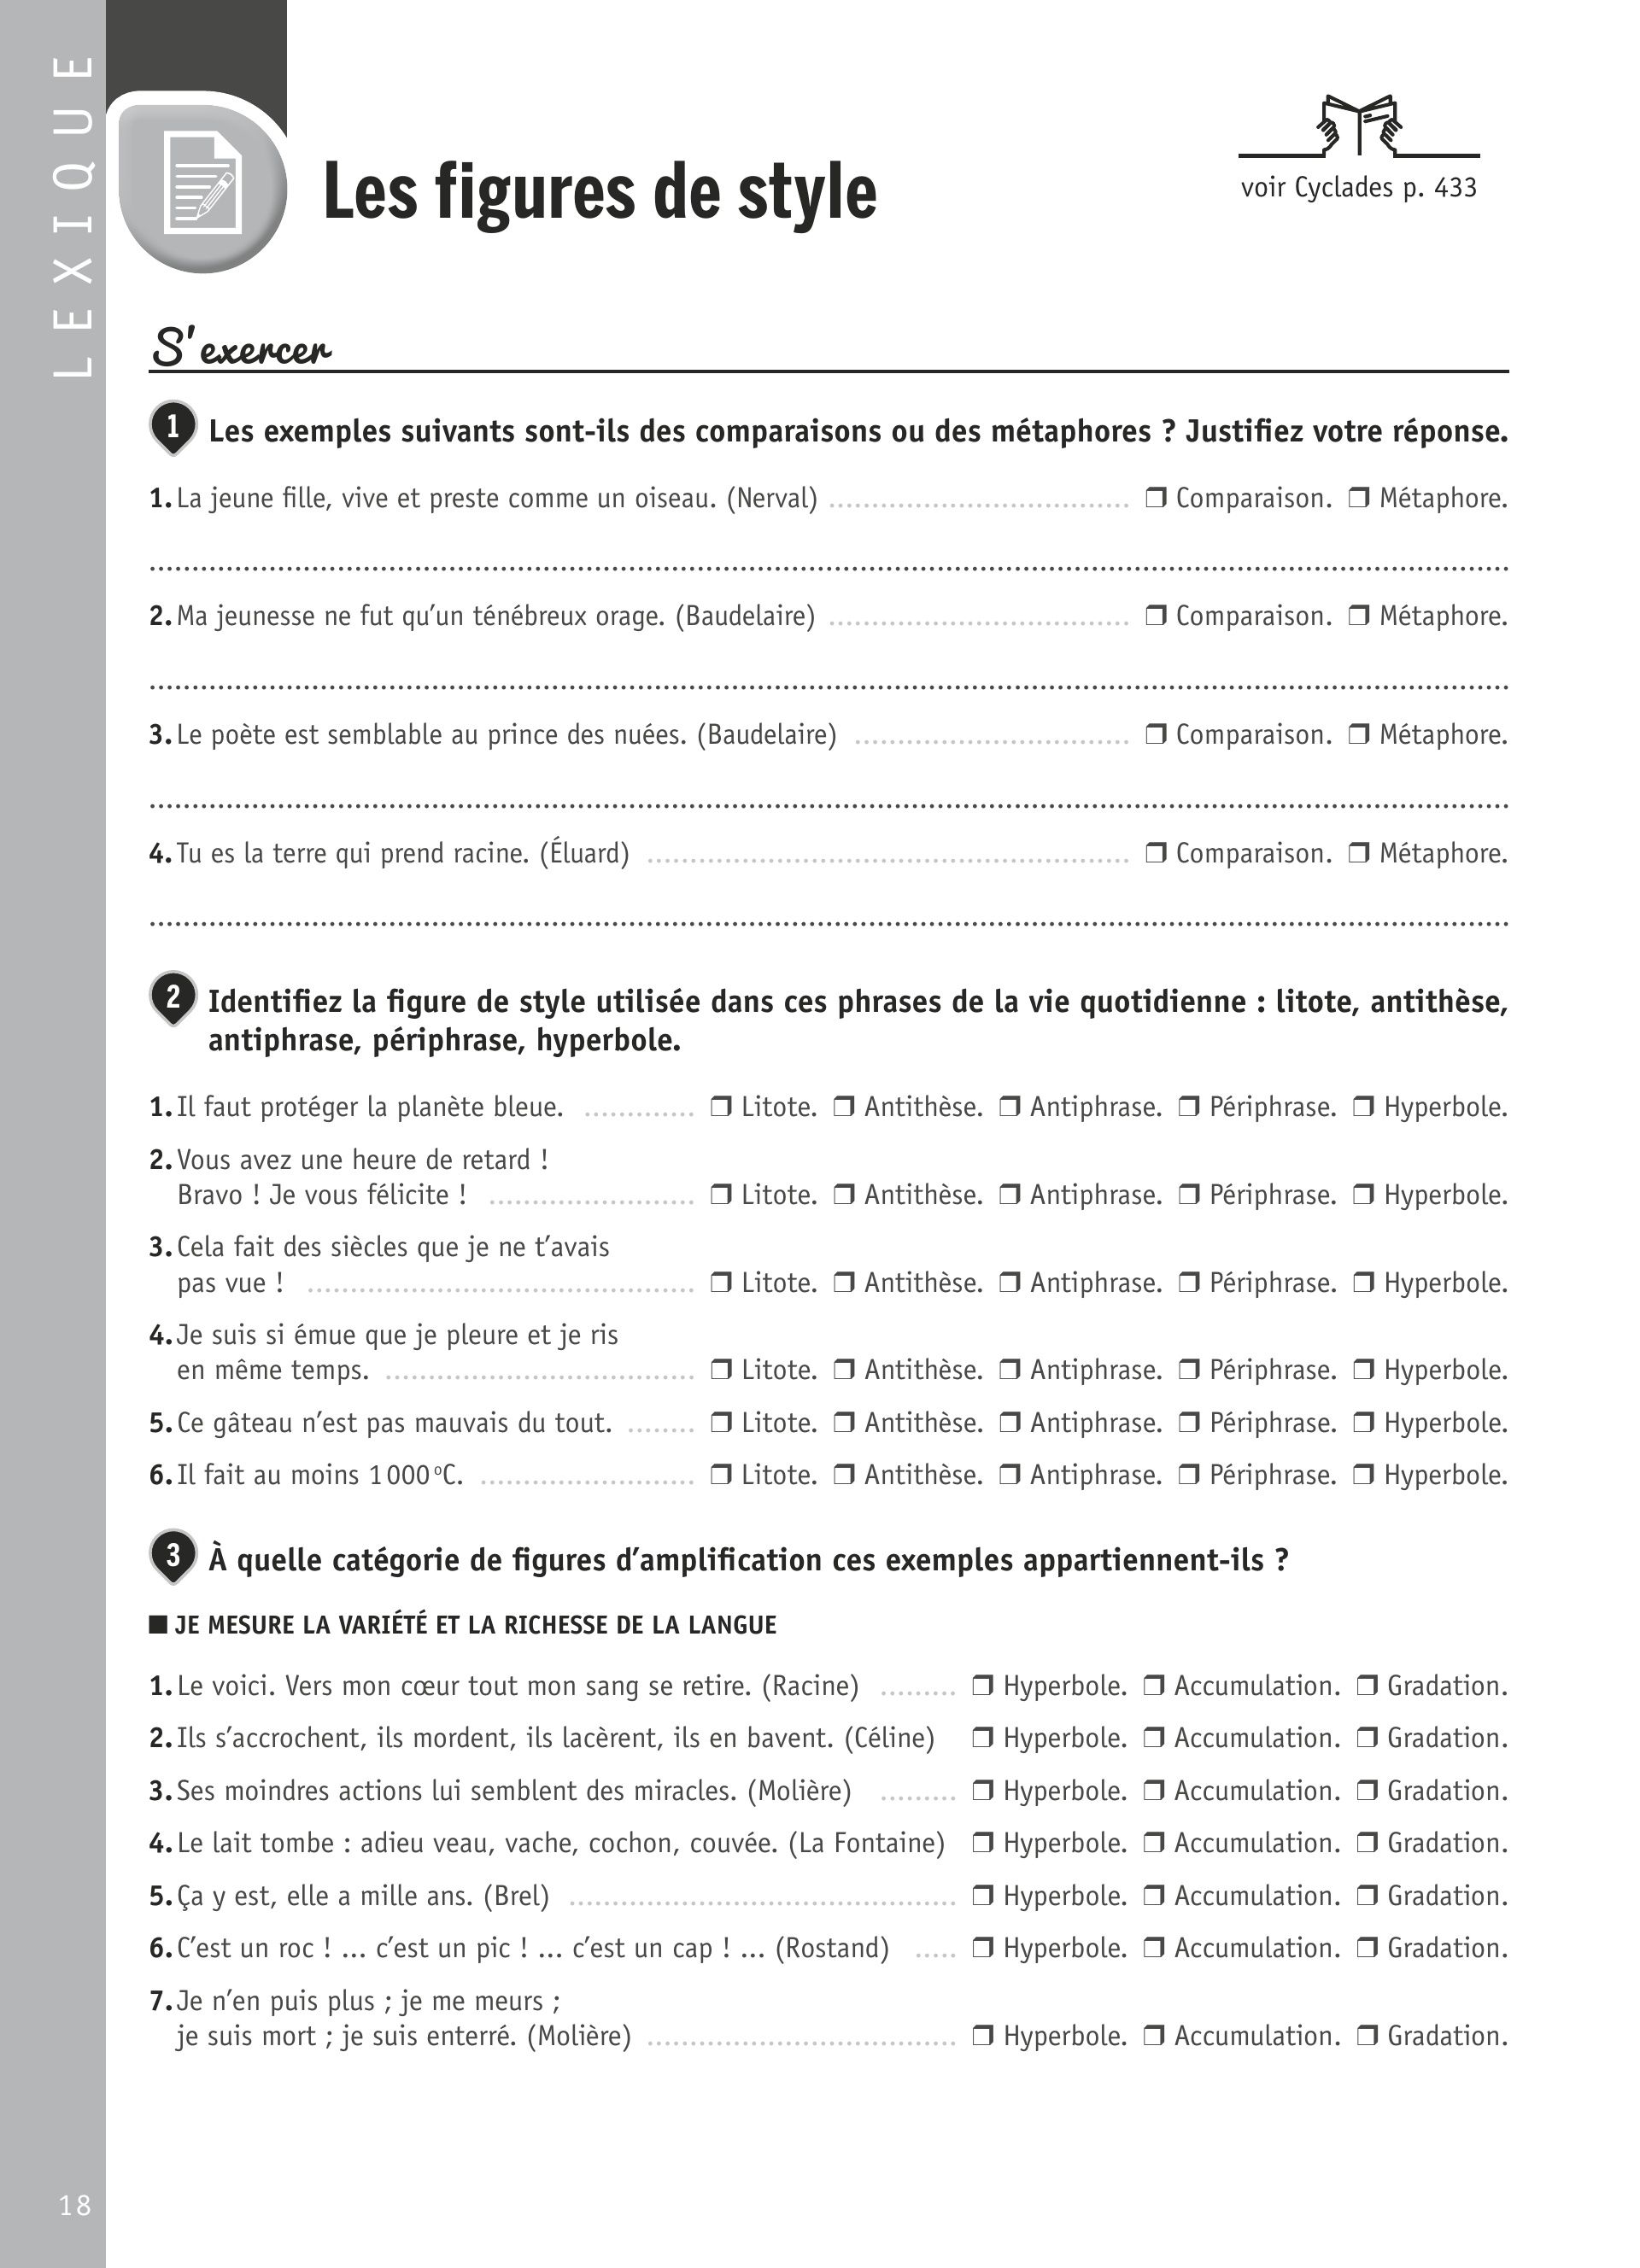 LEXIQUE
Les figures de style
voir Cyclades p. 433
S'exercer
1 Les exemples suivants sont-ils des comparaisons ou des métaphores ? Justifiez votre réponse.
1. La jeune fille, vive et preste comme un oiseau. (Nerval) ................................... ❒ Comparaison. ❒ Métaphore.
2. Ma jeunesse ne fut qu’un ténébreux orage. (Baudelaire) ................................... ❒ Comparaison. ❒ Métaphore.
3. Le poète est semblable au prince des nuées. (Baudelaire) ................................ ❒ Comparaison. ❒ Métaphore.
4. Tu es la terre qui prend racine. (Éluard) ........................................................ ❒ Comparaison. ❒ Métaphore.
2 Identifiez la figure de style utilisée dans ces phrases de la vie quotidienne : litote, antithèse,
antiphrase, périphrase, hyperbole.
1. Il faut protéger la planète bleue. ............. ❒ Litote. ❒ Antithèse. ❒ Antiphrase. ❒ Périphrase. ❒ Hyperbole.
2. Vous avez une heure de retard !
Bravo ! Je vous félicite ! ........................ ❒ Litote. ❒ Antithèse. ❒ Antiphrase. ❒ Périphrase. ❒ Hyperbole.
3. Cela fait des siècles que je ne t’avais
pas vue ! ............................................. ❒ Litote. ❒ Antithèse. ❒ Antiphrase. ❒ Périphrase. ❒ Hyperbole.
4. Je suis si émue que je pleure et je ris
en même temps. .................................... ❒ Litote. ❒ Antithèse. ❒ Antiphrase. ❒ Périphrase. ❒ Hyperbole.
5. Ce gâteau n’est pas mauvais du tout. ........ ❒ Litote. ❒ Antithèse. ❒ Antiphrase. ❒ Périphrase. ❒ Hyperbole.
6. Il fait au moins 1 000 °C. ......................... ❒ Litote. ❒ Antithèse. ❒ Antiphrase. ❒ Périphrase. ❒ Hyperbole.
3 À quelle catégorie de figures d’amplification ces exemples appartiennent-ils ?
■ JE MESURE LA VARIÉTÉ ET LA RICHESSE DE LA LANGUE
1. Le voici. Vers mon cœur tout mon sang se retire. (Racine) ......... ❒ Hyperbole. ❒ Accumulation. ❒ Gradation.
2. Ils s’accrochent, ils mordent, ils lacèrent, ils en bavent. (Céline) ❒ Hyperbole. ❒ Accumulation. ❒ Gradation.
3. Ses moindres actions lui semblent des miracles. (Molière) ......... ❒ Hyperbole. ❒ Accumulation. ❒ Gradation.
4. Le lait tombe : adieu veau, vache, cochon, couvée. (La Fontaine) ❒ Hyperbole. ❒ Accumulation. ❒ Gradation.
5. Ça y est, elle a mille ans. (Brel) ............................................. ❒ Hyperbole. ❒ Accumulation. ❒ Gradation.
6. C’est un roc ! ... c’est un pic ! ... c’est un cap ! ... (Rostand) ..... ❒ Hyperbole. ❒ Accumulation. ❒ Gradation.
7. Je n’en puis plus ; je me meurs ;
je suis mort ; je suis enterré. (Molière) .................................... ❒ Hyperbole. ❒ Accumulation. ❒ Gradation.
18